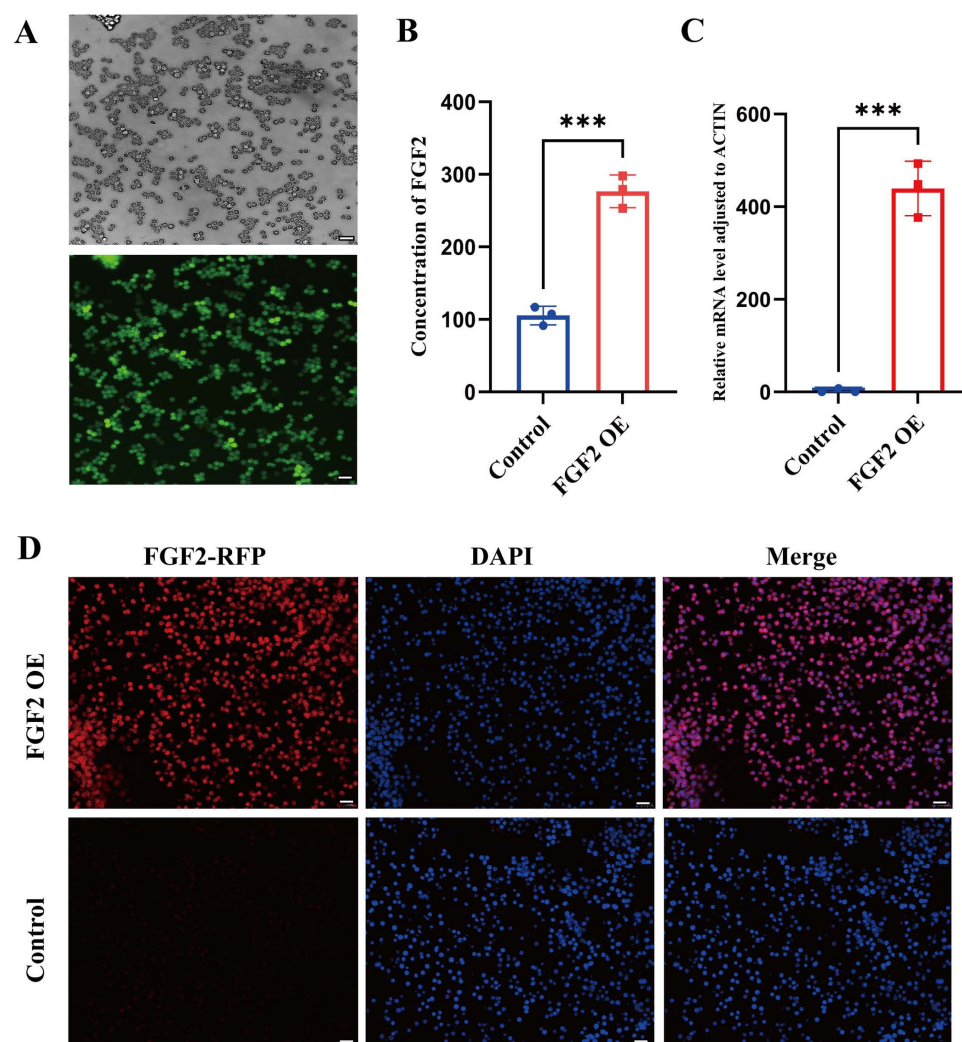 A
B
C
Concentration of FGF2
400
300
200
100
0
***
Control
FGF2 OE
Relative mRNA level adjusted to ACTIN
600
400
200
0
***
Control
FGF2 OE
D
FGF2-RFP
DAPI
Merge
FGF2 OE
Control